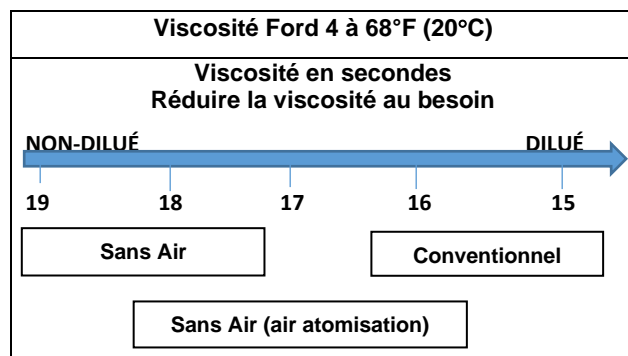 Viscosité Ford 4 à 68°F (20°C)
Viscosité en secondes
Réduire la viscosité au besoin
NON-DILUÉ DILUÉ
19 18 17 16 15
Sans Air Conventionnel
Sans Air (air atomisation)